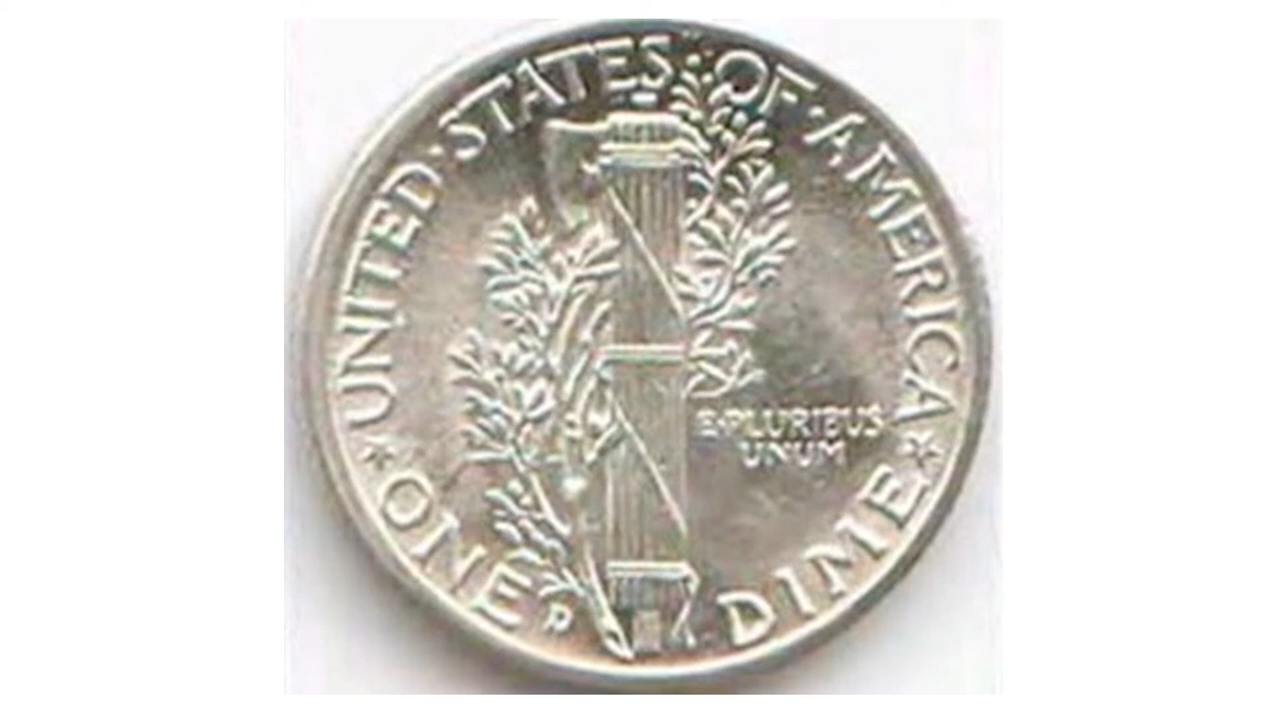 UNITED·STATES·OF·AMERICA
E·PLURIBUS
UNUM
ONE
D
DIME